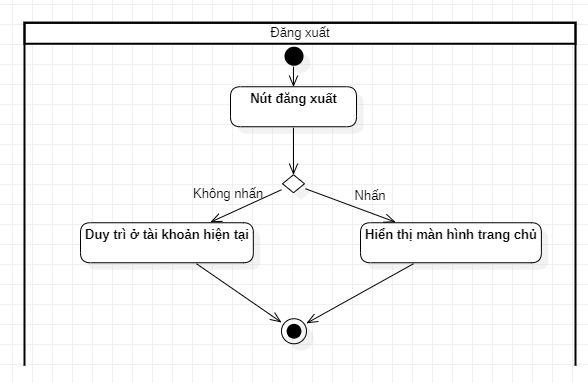 Đăng xuất
Nút đăng xuất
Không nhấn
Nhấn
Duy trì ở tài khoản hiện tại
Hiển thị màn hình trang chủ